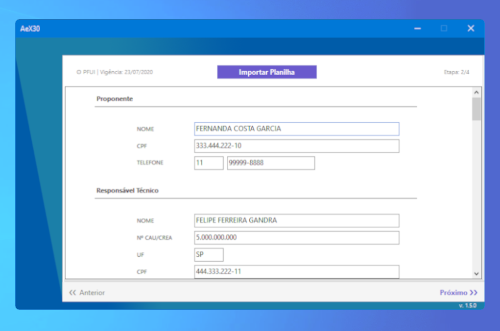 AeX30
O PFUI | Vigência: 23/07/2020
Importar Planilha
Etapa: 2/4
Proponente
NOME FERNANDA COSTA GARCIA
CPF 333.444.222-10
TELEFONE 11 99999-8888
Responsável Técnico
NOME FELIPE FERREIRA GANDRA
Nº CAU/CREA 5.000.000.000
UF SP
CPF 444.333.222-11
<< Anterior
Próximo >>
v. 1.5.0